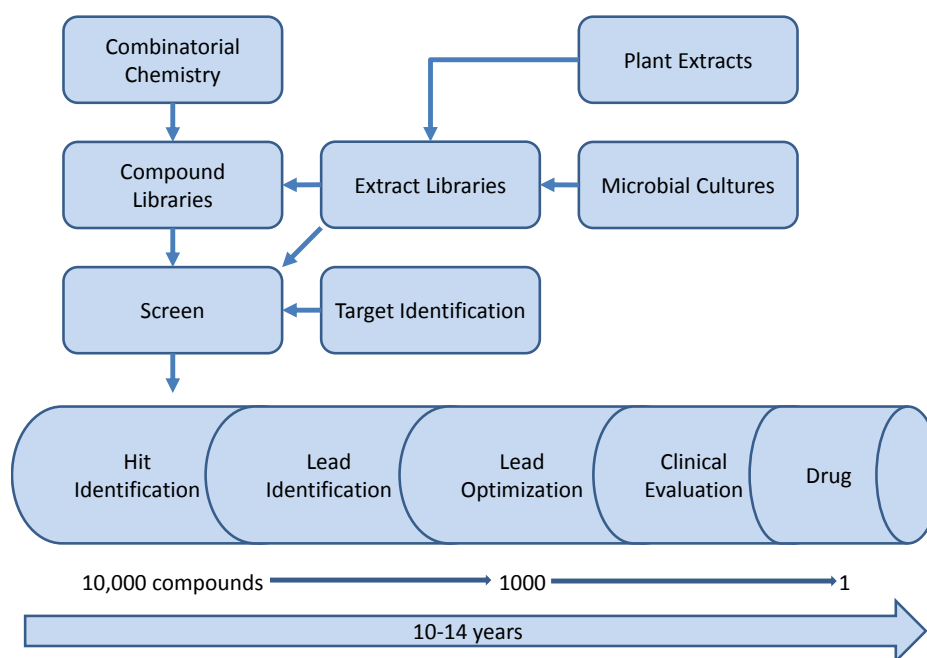 Combinatorial
Chemistry
Plant Extracts
Compound
Libraries
Extract Libraries
Microbial Cultures
Screen
Target Identification
Hit
Identification
Lead
Identification
Lead
Optimization
Clinical
Evaluation
Drug
10,000 compounds
1000
1
10-14 years